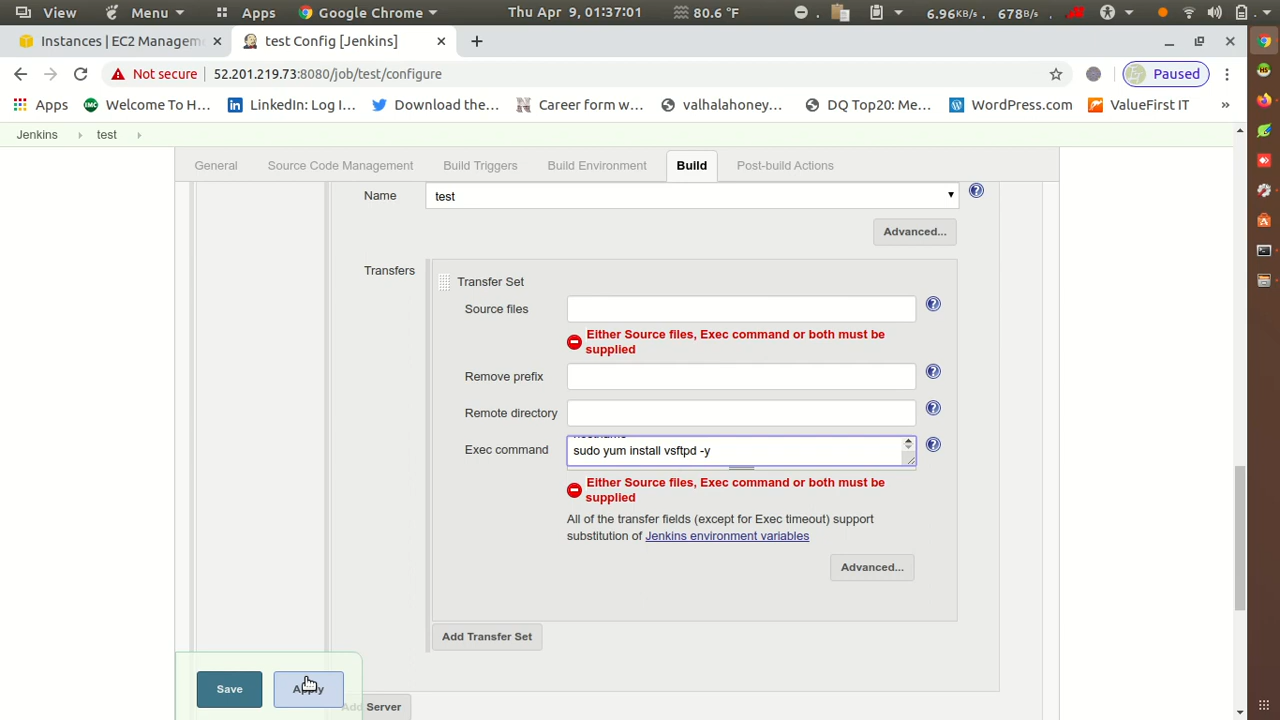 View Menu Apps Google Chrome Thu Apr 9, 01:37:01 80.6 °F 6.96KB/s 678B/s
Instances | EC2 Managem test Config [Jenkins]
Not secure 52.201.219.73:8080/job/test/configure Paused
Apps Welcome To H... LinkedIn: Log I... Download the... Career form w... valhalahoney... DQ Top20: Me... WordPress.com ValueFirst IT »
Jenkins test
General Source Code Management Build Triggers Build Environment Build Post-build Actions
Name test
Advanced...
Transfers
Transfer Set
Source files
Either Source files, Exec command or both must be
supplied
Remove prefix
Remote directory
hostname
Exec command sudo yum install vsftpd -y
Either Source files, Exec command or both must be
supplied
All of the transfer fields (except for Exec timeout) support
substitution of Jenkins environment variables
Advanced...
Add Transfer Set
Save Apply
Add Server